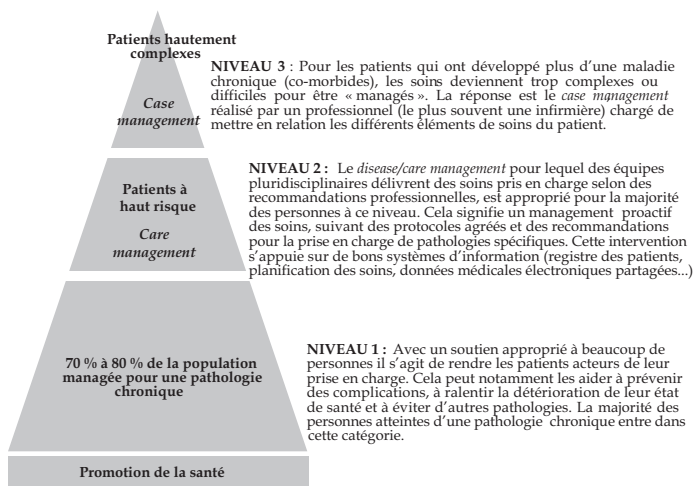 Patients hautement
complexes
Case
management
NIVEAU 3 : Pour les patients qui ont développé plus d'une maladie
chronique (co-morbides), les soins deviennent trop complexes ou
difficiles pour être « managés ». La réponse est le case management
réalisé par un professionnel (le plus souvent une infirmière) chargé de
mettre en relation les différents éléments de soins du patient.
Patients à
haut risque
Care
management
NIVEAU 2 : Le disease/care management pour lequel des équipes
pluridisciplinaires délivrent des soins pris en charge selon des
recommandations professionnelles, est approprié pour la majorité
des personnes à ce niveau. Cela signifie un management proactif
des soins, suivant des protocoles agréés et des recommandations
pour la prise en charge de pathologies spécifiques. Cette intervention
s'appuie sur de bons systèmes d'information (registre des patients,
planification des soins, données médicales électroniques partagées...)
70 % à 80 % de la population
managée pour une pathologie
chronique
NIVEAU 1 : Avec un soutien approprié à beaucoup de
personnes il s'agit de rendre les patients acteurs de leur
prise en charge. Cela peut notamment les aider à prévenir
des complications, à ralentir la détérioration de leur état
de santé et à éviter d'autres pathologies. La majorité des
personnes atteintes d'une pathologie chronique entre dans
cette catégorie.
Promotion de la santé